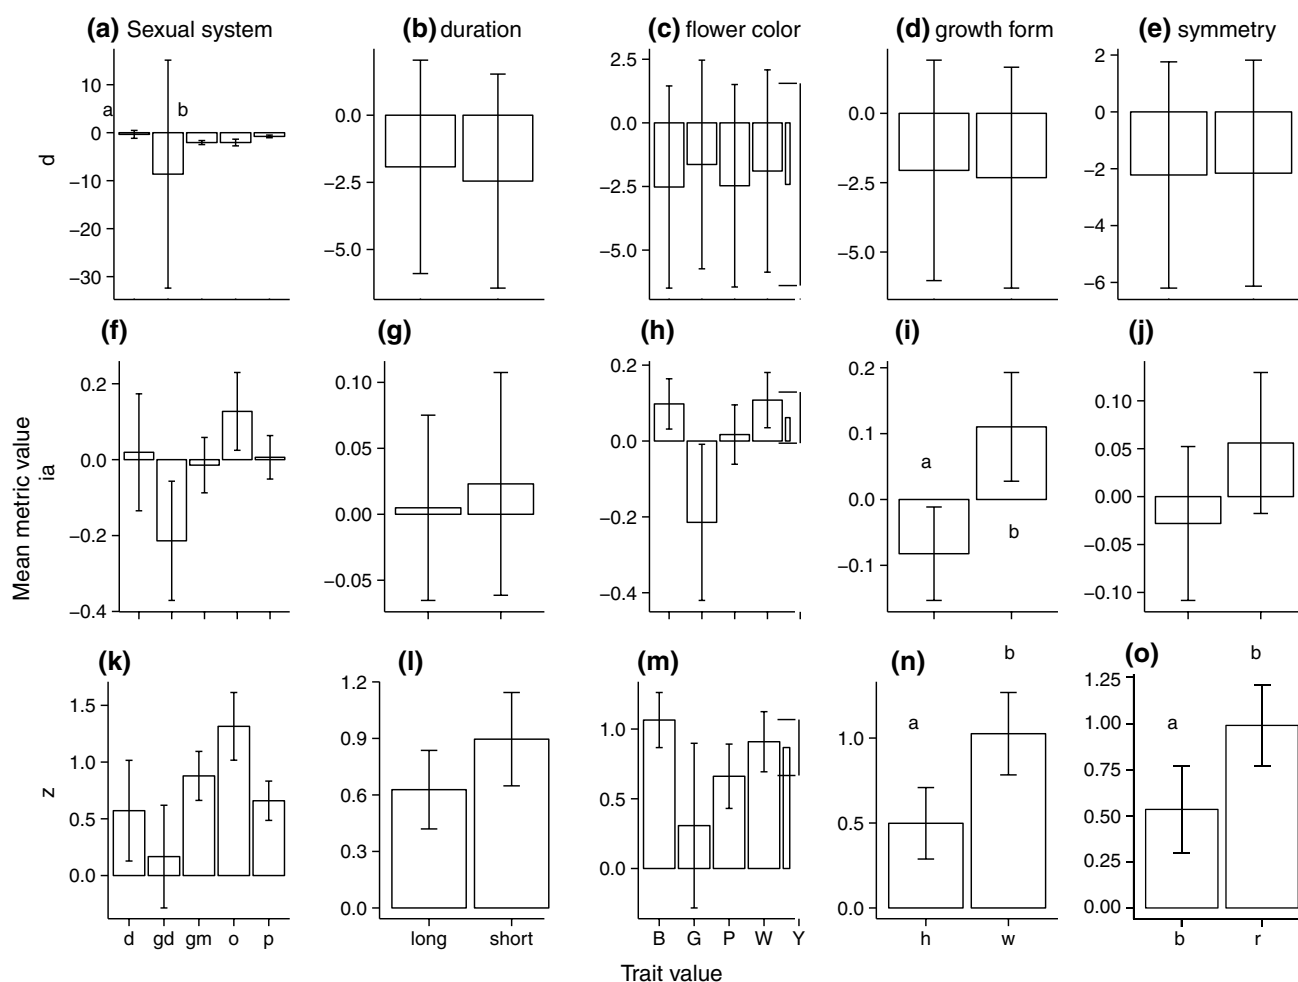 (a) Sexual system
(b) duration
(c) flower color
(d) growth form
(e) symmetry
d
10
0
−10
−20
−30
a
b
0.0
−2.5
−5.0
2.5
0.0
−2.5
−5.0
0.0
−2.5
−5.0
2
0
−2
−4
−6
(f)
(g)
(h)
(i)
(j)
Mean metric value
ia
0.2
0.0
−0.2
−0.4
0.10
0.05
0.00
−0.05
0.2
0.0
−0.2
−0.4
0.2
0.1
0.0
−0.1
a
b
0.10
0.05
0.00
−0.05
−0.10
(k)
(l)
(m)
(n)
(o)
z
1.5
1.0
0.5
0.0
d gd gm o p
1.2
0.9
0.6
0.3
0.0
long short
1.0
0.5
0.0
B G P W Y
1.0
0.5
0.0
a
b
h w
1.25
1.00
0.75
0.50
0.25
0.00
a
b
b r
Trait value